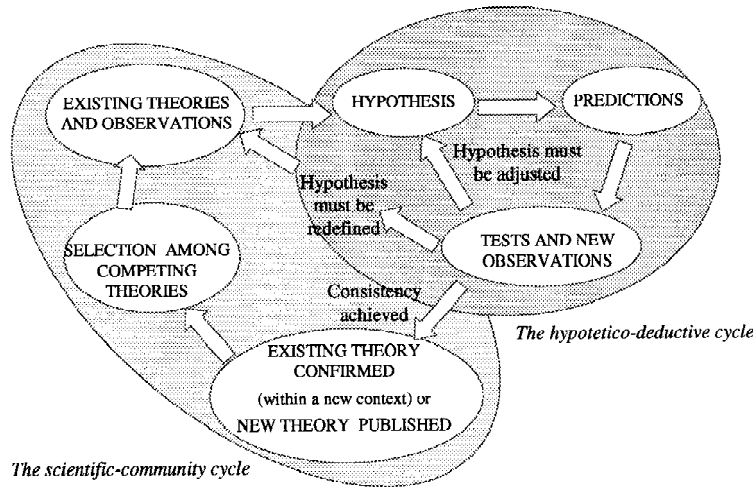 EXISTING THEORIES
AND OBSERVATIONS
HYPOTHESIS
PREDICTIONS
Hypothesis must
be adjusted
Hypothesis
must be
redefined
TESTS AND NEW
OBSERVATIONS
SELECTION AMONG
COMPETING
THEORIES
Consistency
achieved
The hypotetico-deductive cycle
EXISTING THEORY
CONFIRMED
(within a new context) or
NEW THEORY PUBLISHED
The scientific-community cycle